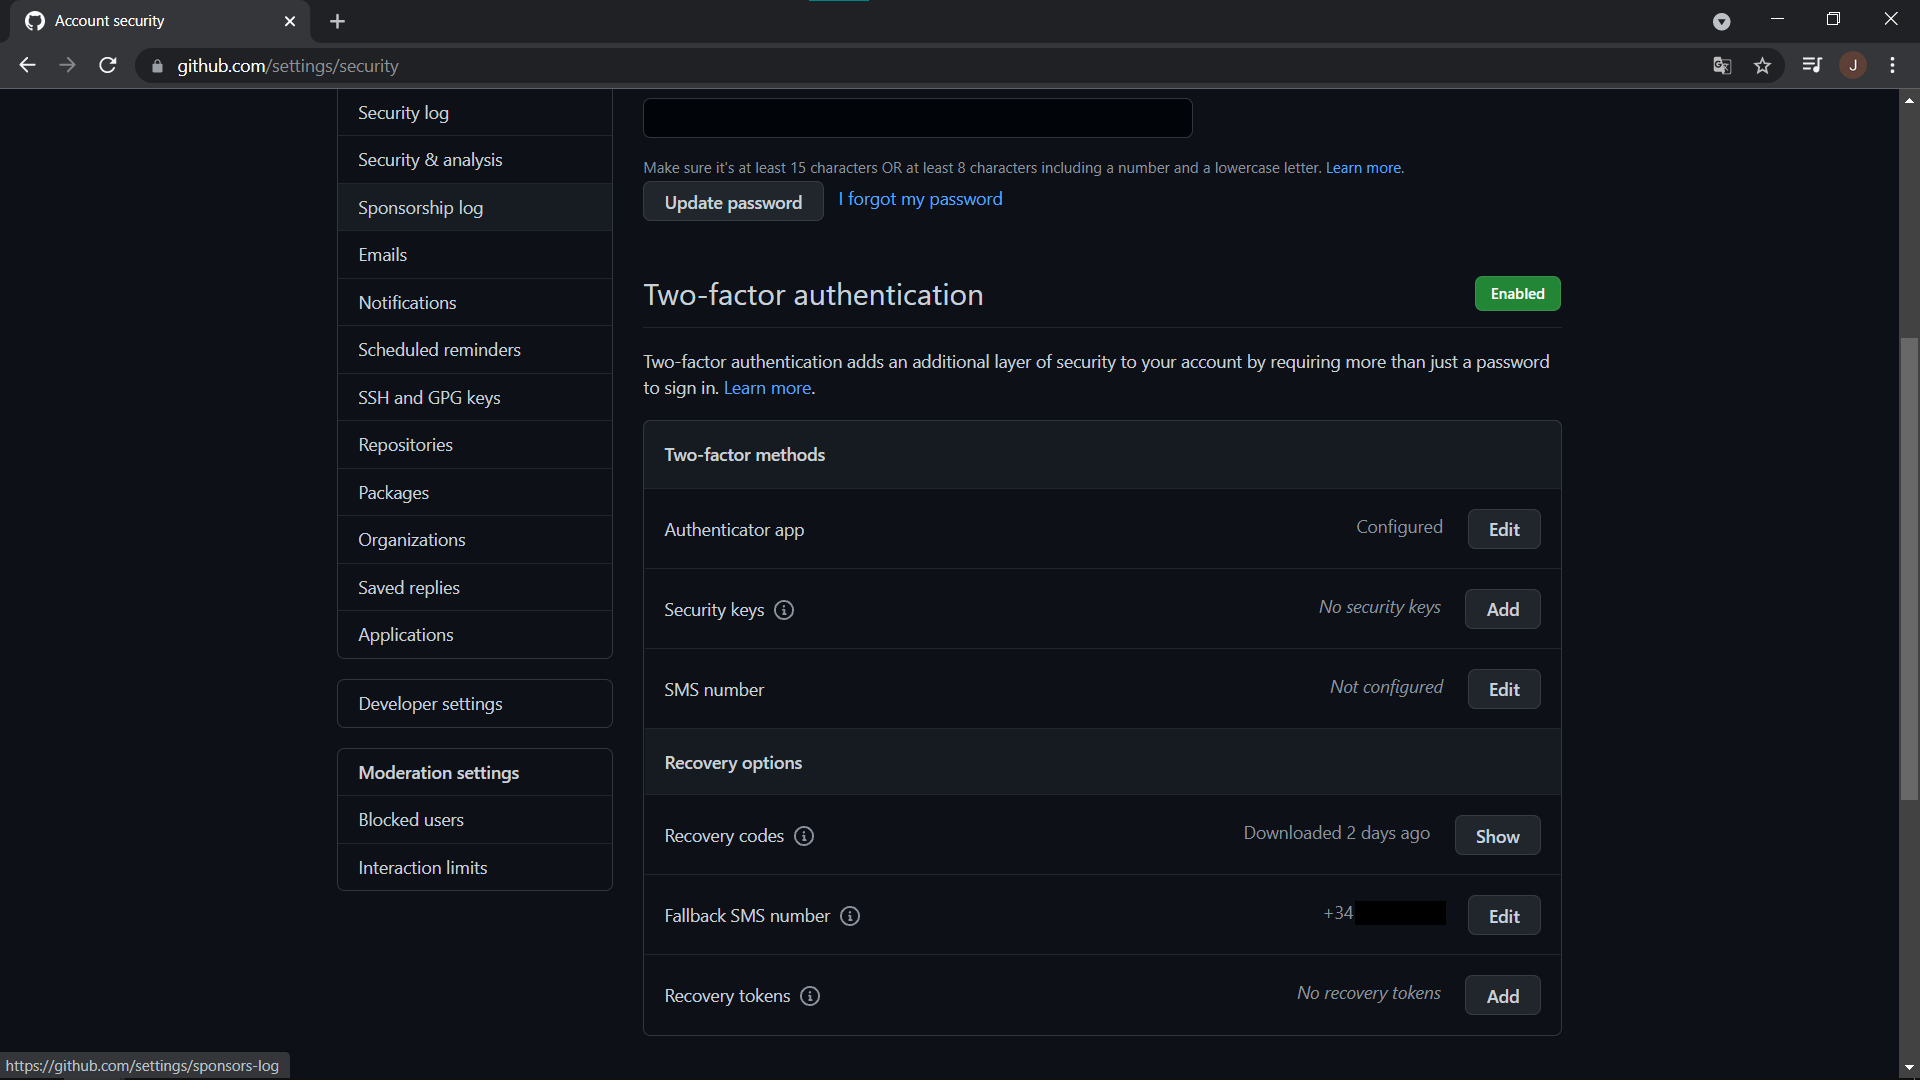 Account security
github.com/settings/security
J
Security log
Security & analysis
Sponsorship log
Emails
Notifications
Scheduled reminders
SSH and GPG keys
Repositories
Packages
Organizations
Saved replies
Applications
Developer settings
Moderation settings
Blocked users
Interaction limits
Make sure it's at least 15 characters OR at least 8 characters including a number and a lowercase letter. Learn more.
Update password I forgot my password
Two-factor authentication Enabled
Two-factor authentication adds an additional layer of security to your account by requiring more than just a password
to sign in. Learn more.
Two-factor methods
Authenticator app Configured Edit
Security keys No security keys Add
SMS number Not configured Edit
Recovery options
Recovery codes Downloaded 2 days ago Show
Fallback SMS number +34 Edit
Recovery tokens No recovery tokens Add
https://github.com/settings/sponsors-log